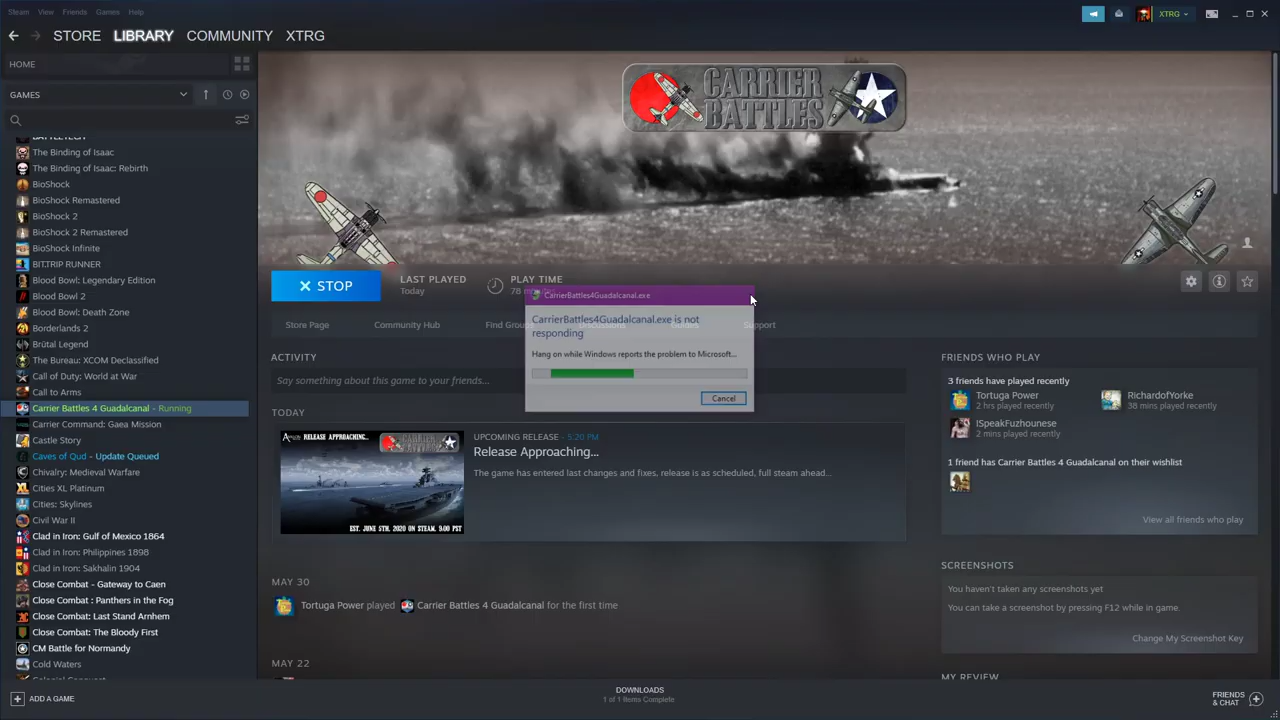 Steam View Friends Games Help
XTRG
STORE LIBRARY COMMUNITY XTRG
HOME
GAMES
The Binding of Isaac
The Binding of Isaac: Rebirth
BioShock
BioShock Remastered
BioShock 2
BioShock 2 Remastered
BioShock Infinite
BIT.TRIP RUNNER
Blood Bowl: Legendary Edition
Blood Bowl 2
Blood Bowl: Death Zone
Borderlands 2
Brütal Legend
The Bureau: XCOM Declassified
Call of Duty: World at War
Call to Arms
Carrier Battles 4 Guadalcanal - Running
Carrier Command: Gaea Mission
Castle Story
Caves of Qud - Update Queued
Chivalry: Medieval Warfare
Cities XL Platinum
Cities: Skylines
Civil War II
Clad in Iron: Gulf of Mexico 1864
Clad in Iron: Philippines 1898
Clad in Iron: Sakhalin 1904
Close Combat - Gateway to Caen
Close Combat : Panthers in the Fog
Close Combat: Last Stand Arnhem
Close Combat: The Bloody First
CM Battle for Normandy
Cold Waters
ADD A GAME
CARRIER
BATTLES
STOP
LAST PLAYED
Today
PLAY TIME
78
Store Page Community Hub Discussions Guides Support
CarrierBattles4Guadalcanal.exe
CarrierBattles4Guadalcanal.exe is not
responding
Hang on while Windows reports the problem to Microsoft...
Cancel
ACTIVITY
Say something about this game to your friends...
TODAY
RELEASE APPROACHING...
CARRIER
BATTLES
EST. JUNE 5TH, 2020 ON STEAM, 9.00 PST
UPCOMING RELEASE - 5:20 PM
Release Approaching...
The game has entered last changes and fixes, release is as scheduled, full steam ahead...
MAY 30
Tortuga Power played Carrier Battles 4 Guadalcanal for the first time
MAY 22
FRIENDS WHO PLAY
3 friends have played recently
Tortuga Power
2 hrs played recently
RichardofYorke
38 mins played recently
ISpeakFuzhounese
2 mins played recently
1 friend has Carrier Battles 4 Guadalcanal on their wishlist
View all friends who play
SCREENSHOTS
You haven't taken any screenshots yet
You can take a screenshot by pressing F12 while in game.
Change My Screenshot Key
MY REVIEW
DOWNLOADS
1 of 1 Items Complete
FRIENDS
& CHAT